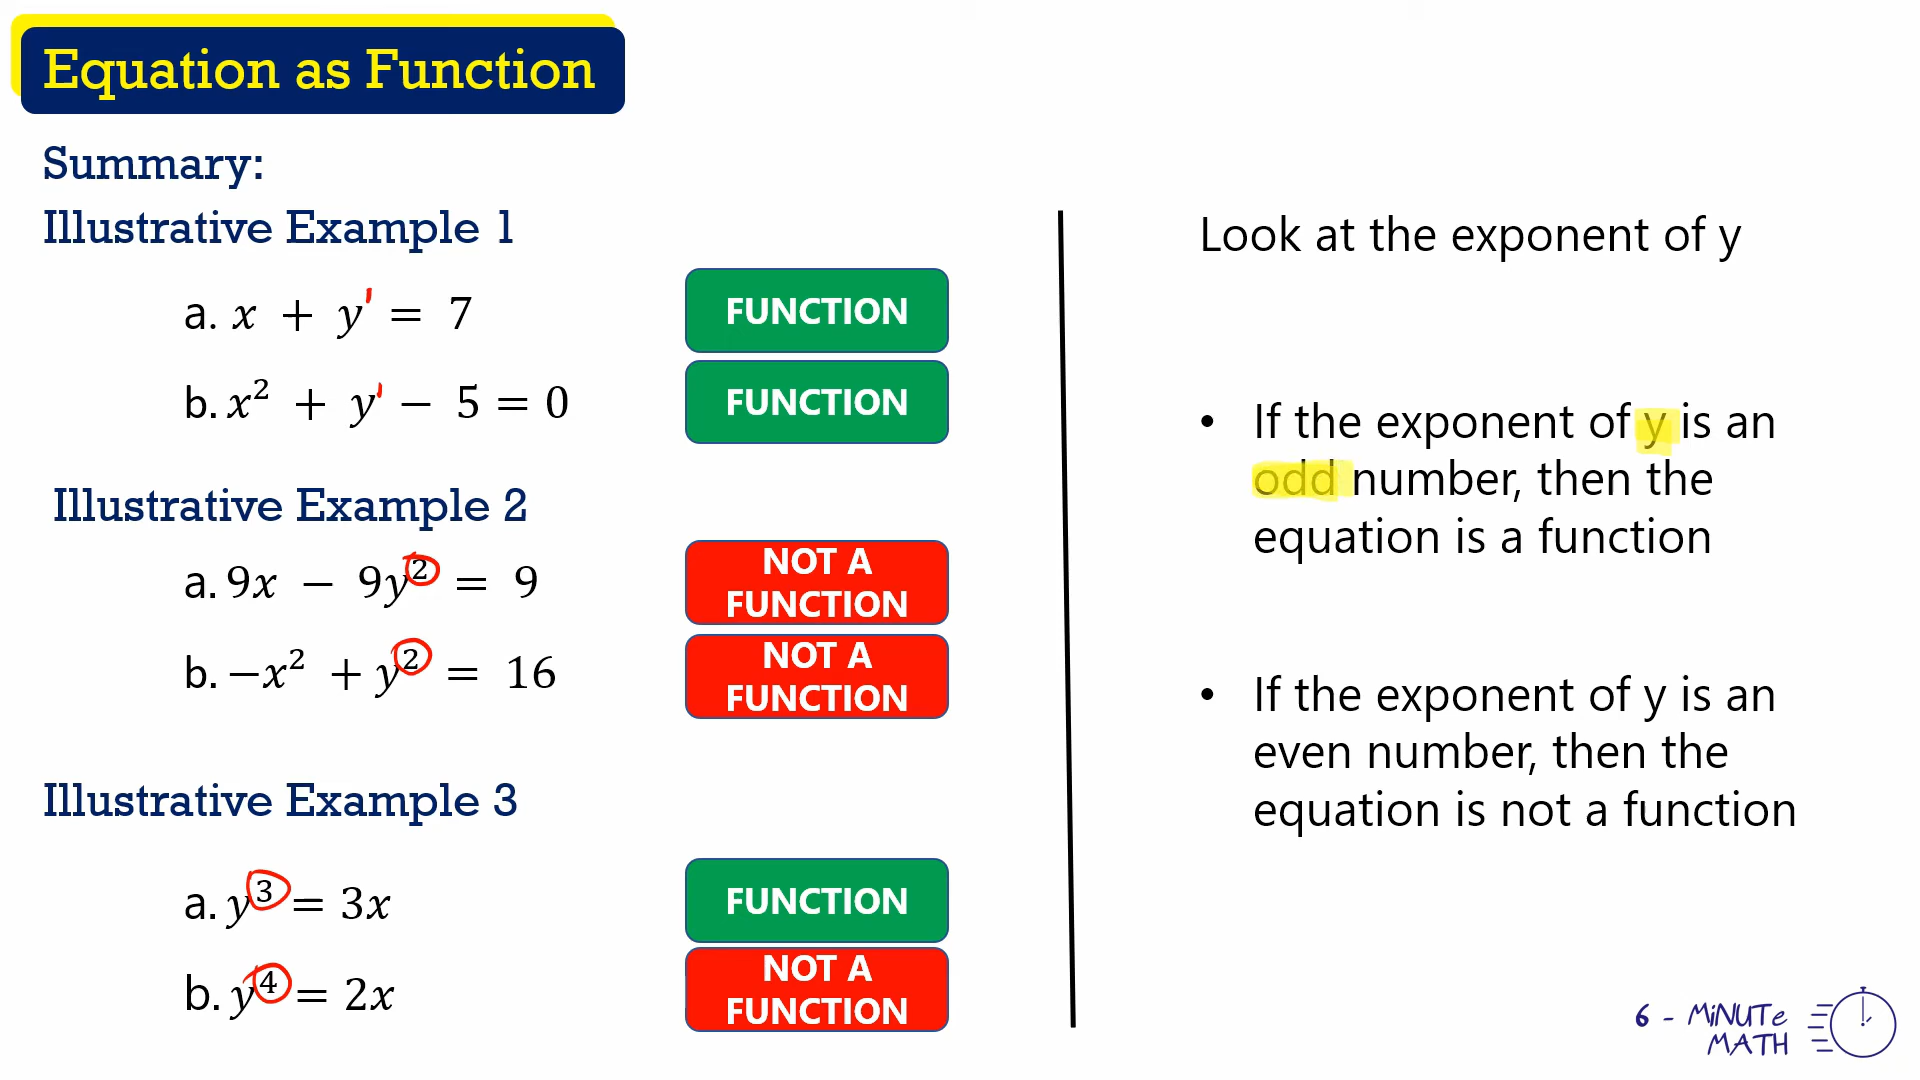 Equation as Function
Summary:
Illustrative Example 1
a. x + y' = 7
FUNCTION
b. x² + y' − 5 = 0
FUNCTION
Illustrative Example 2
a. 9x − 9y² = 9
NOT A
FUNCTION
b. −x² + y² = 16
NOT A
FUNCTION
Illustrative Example 3
a. y³ = 3x
FUNCTION
b. y⁴ = 2x
NOT A
FUNCTION
Look at the exponent of y
• If the exponent of y is an
odd number, then the
equation is a function
• If the exponent of y is an
even number, then the
equation is not a function
6 - MiNUTe
MATH